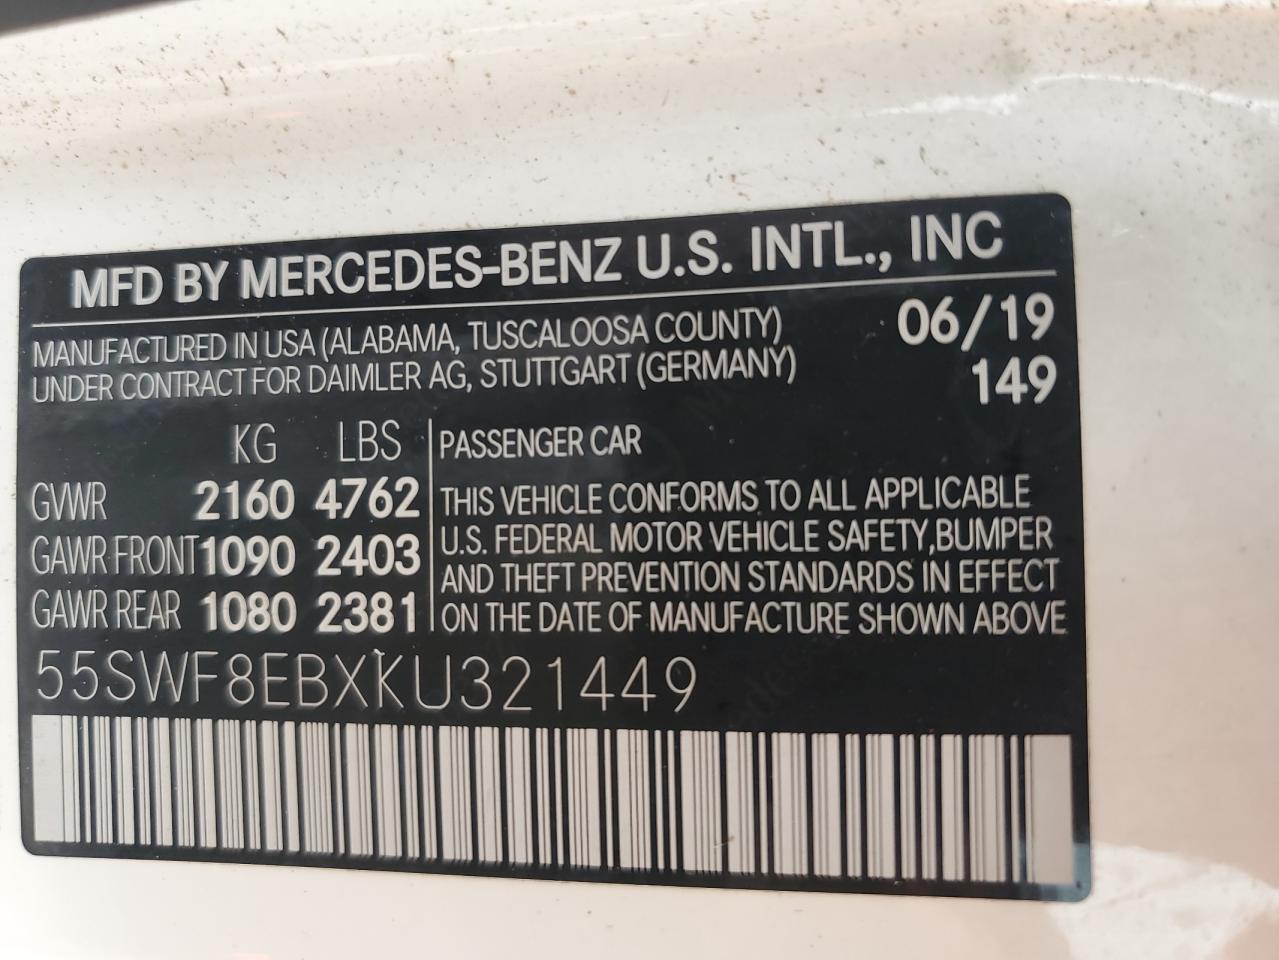 MFD BY MERCEDES-BENZ U.S. INTL., INC
MANUFACTURED IN USA (ALABAMA, TUSCALOOSA COUNTY) 06/19
UNDER CONTRACT FOR DAIMLER AG, STUTTGART (GERMANY) 149
KG LBS PASSENGER CAR
GVWR 2160 4762
GAWR FRONT 1090 2403
GAWR REAR 1080 2381
THIS VEHICLE CONFORMS TO ALL APPLICABLE
U.S. FEDERAL MOTOR VEHICLE SAFETY, BUMPER
AND THEFT PREVENTION STANDARDS IN EFFECT
ON THE DATE OF MANUFACTURE SHOWN ABOVE
55SWF8EBXKU321449